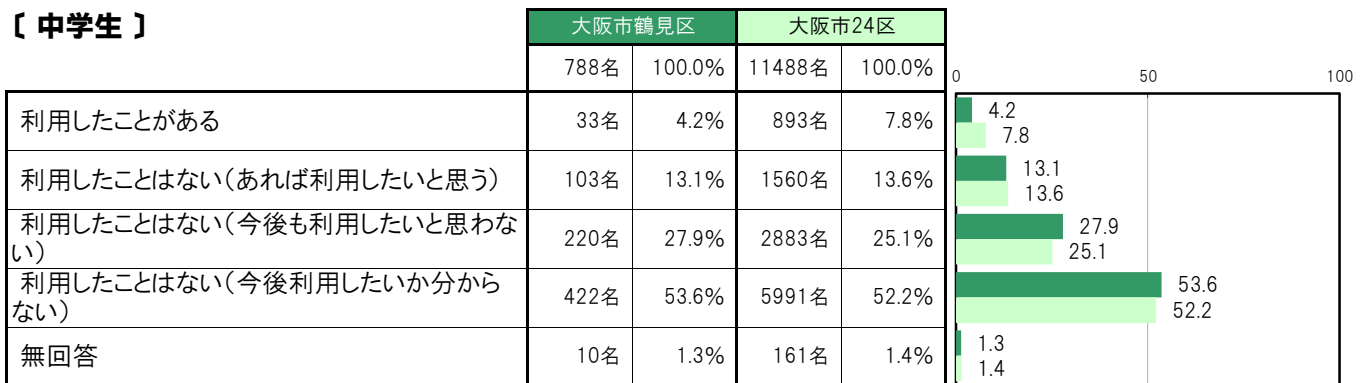 〔 中学生 〕
大阪市鶴見区 大阪市24区
788名 100.0% 11488名 100.0%
0 50 100
利用したことがある 33名 4.2% 893名 7.8%
4.2
7.8
利用したことはない（あれば利用したいと思う） 103名 13.1% 1560名 13.6%
13.1
13.6
利用したことはない（今後も利用したいと思わな
い） 220名 27.9% 2883名 25.1%
27.9
25.1
利用したことはない（今後利用したいか分から
ない） 422名 53.6% 5991名 52.2%
53.6
52.2
無回答 10名 1.3% 161名 1.4%
1.3
1.4